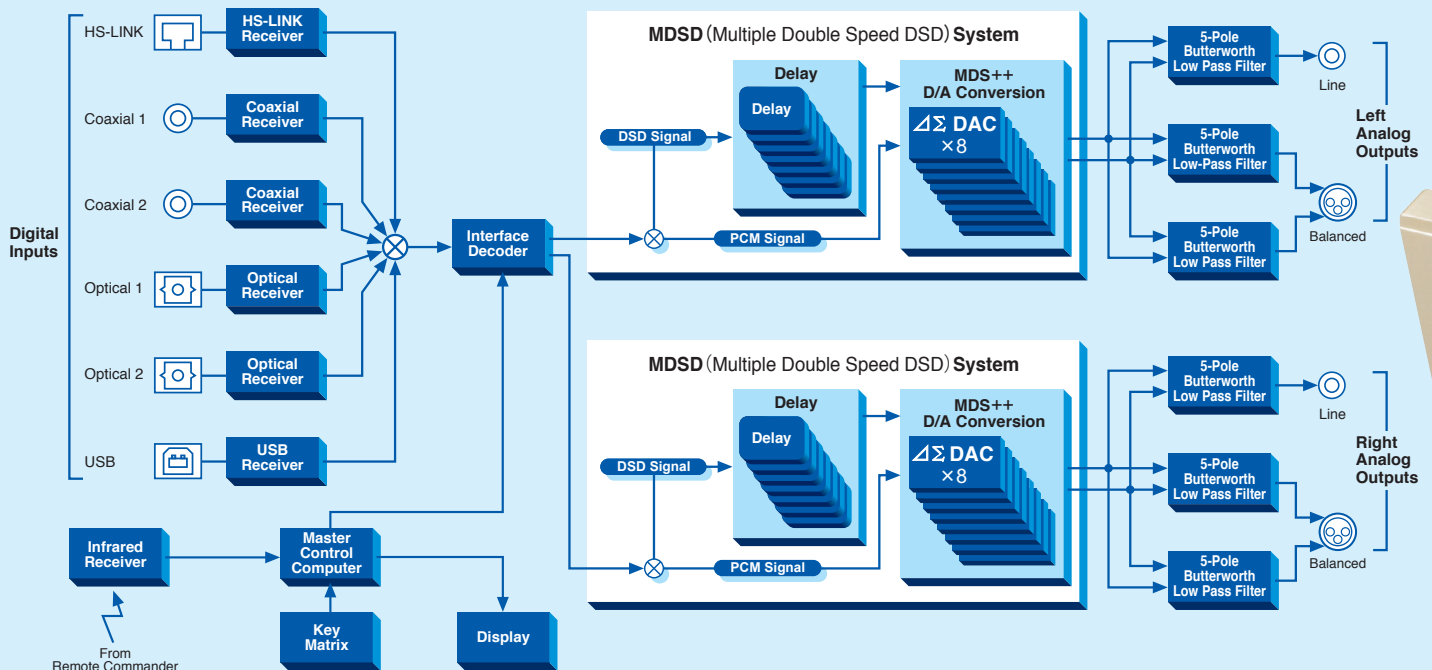 Digital
Inputs
HS-LINK
HS-LINK
Receiver
Coaxial 1
Coaxial
Receiver
Coaxial 2
Coaxial
Receiver
Optical 1
Optical
Receiver
Optical 2
Optical
Receiver
USB
USB
Receiver
Interface
Decoder
Infrared
Receiver
From
Remote Commander
Master
Control
Computer
Key
Matrix
Display
MDSD (Multiple Double Speed DSD) System
DSD Signal
PCM Signal
Delay
Delay
MDS++
D/A Conversion
ΔΣ DAC
×8
5-Pole
Butterworth
Low Pass Filter
Line
5-Pole
Butterworth
Low-Pass Filter
5-Pole
Butterworth
Low Pass Filter
Balanced
Left
Analog
Outputs
MDSD (Multiple Double Speed DSD) System
DSD Signal
PCM Signal
Delay
Delay
MDS++
D/A Conversion
ΔΣ DAC
×8
5-Pole
Butterworth
Low Pass Filter
Line
5-Pole
Butterworth
Low Pass Filter
5-Pole
Butterworth
Low Pass Filter
Balanced
Right
Analog
Outputs